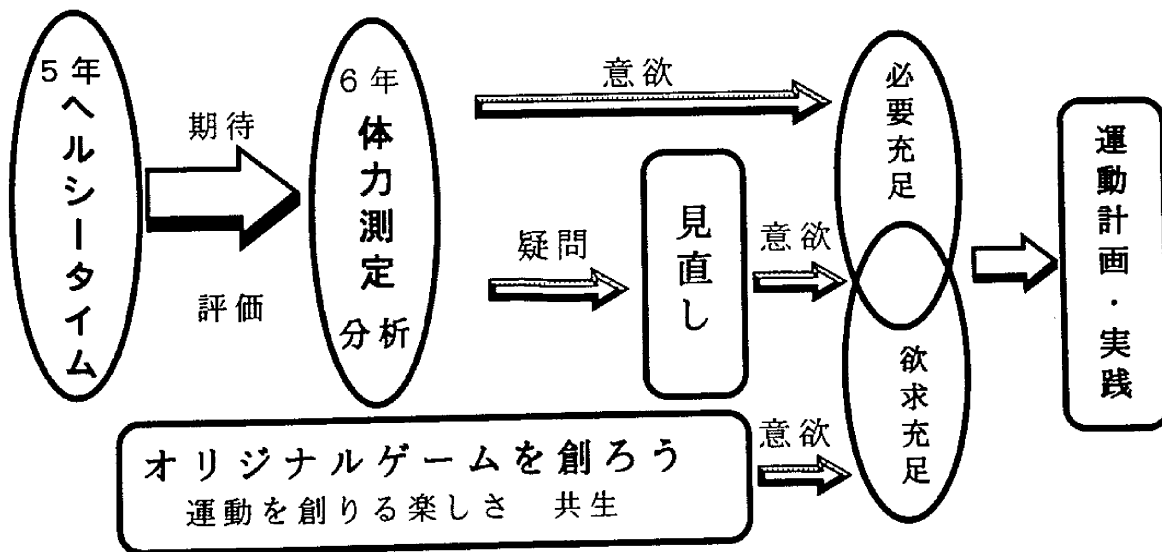 5年
ヘルシータイム
期待
評価
6年
体力測定
分析
意欲
疑問
見直し
意欲
必要充足
欲求充足
運動計画・実践
オリジナルゲームを創ろう
運動を創りる楽しさ 共生
意欲